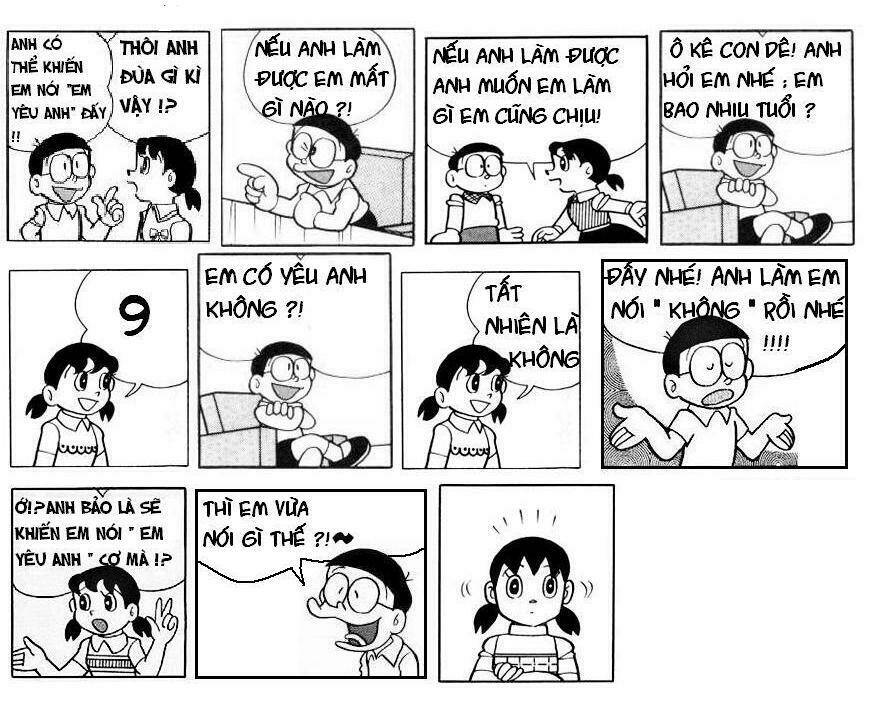 ANH CÓ
THỂ KHIẾN
EM NÓI "EM
YÊU ANH" ĐẤY
!!
THÔI ANH
ĐÙA GÌ KÌ
VẬY !?
NẾU ANH LÀM
ĐƯỢC EM MẤT
GÌ NÀO ?!
NẾU ANH LÀM ĐƯỢC
ANH MUỐN EM LÀM
GÌ EM CŨNG CHỊU!
Ô KÊ CON DÊ! ANH
HỎI EM NHÉ : EM
BAO NHIU TUỔI ?
9
EM CÓ YÊU ANH
KHÔNG ?!
TẤT
NHIÊN LÀ
KHÔNG
ĐẤY NHÉ! ANH LÀM EM
NÓI " KHÔNG " RỒI NHÉ
!!!!
Ớ!?ANH BẢO LÀ SẼ
KHIẾN EM NÓI " EM
YÊU ANH " CƠ MÀ !?
THÌ EM VỪA
NÓI GÌ THẾ ?!~